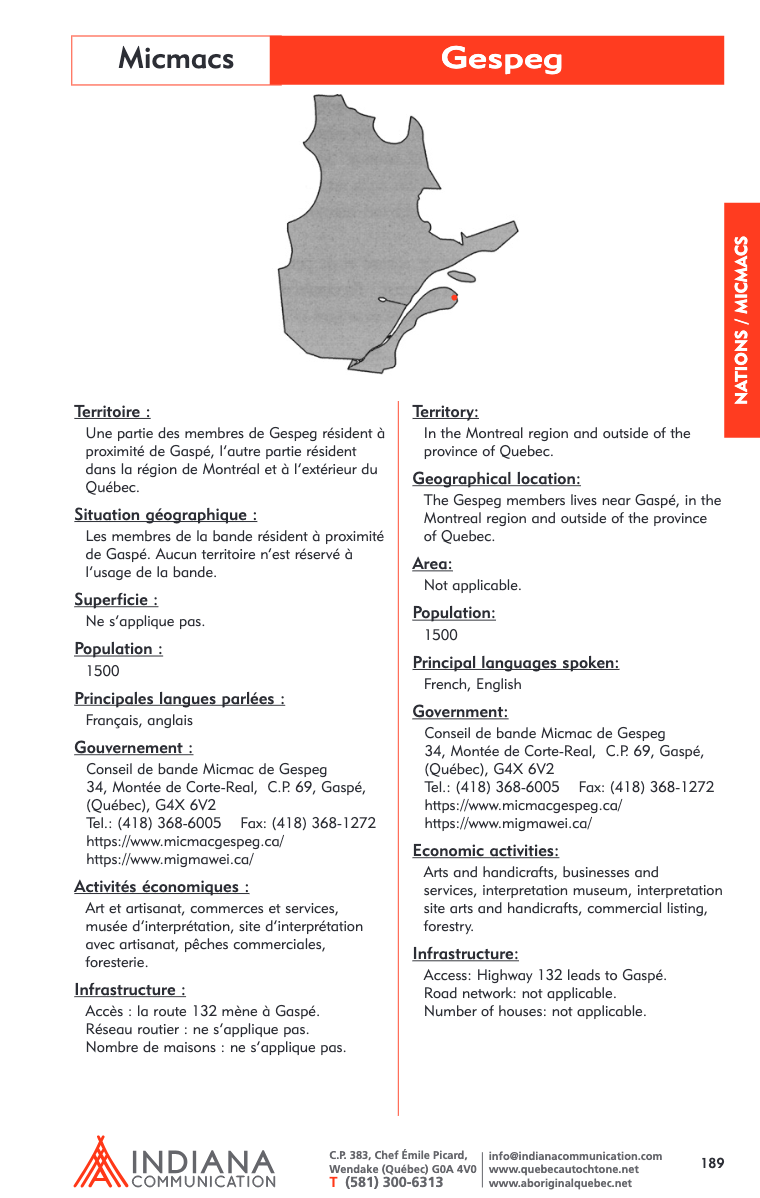 Micmacs
Gespeg
NATIONS / MICMACS
Territoire :
Une partie des membres de Gespeg résident à
proximité de Gaspé, l’autre partie résident
dans la région de Montréal et à l’extérieur du
Québec.
Situation géographique :
Les membres de la bande résident à proximité
de Gaspé. Aucun territoire n’est réservé à
l’usage de la bande.
Superficie :
Ne s’applique pas.
Population :
1500
Principales langues parlées :
Français, anglais
Gouvernement :
Conseil de bande Micmac de Gespeg
34, Montée de Corte-Real,  C.P. 69, Gaspé,
(Québec), G4X 6V2
Tel.: (418) 368-6005    Fax: (418) 368-1272
https://www.micmacgespeg.ca/
https://www.migmawei.ca/
Activités économiques :
Art et artisanat, commerces et services,
musée d’interprétation, site d’interprétation
avec artisanat, pêches commerciales,
foresterie.
Infrastructure :
Accès : la route 132 mène à Gaspé.
Réseau routier : ne s’applique pas.
Nombre de maisons : ne s’applique pas.
Territory:
In the Montreal region and outside of the
province of Quebec.
Geographical location:
The Gespeg members lives near Gaspé, in the
Montreal region and outside of the province
of Quebec.
Area:
Not applicable.
Population:
1500
Principal languages spoken:
French, English
Government:
Conseil de bande Micmac de Gespeg
34, Montée de Corte-Real,  C.P. 69, Gaspé,
(Québec), G4X 6V2
Tel.: (418) 368-6005    Fax: (418) 368-1272
https://www.micmacgespeg.ca/
https://www.migmawei.ca/
Economic activities:
Arts and handicrafts, businesses and
services, interpretation museum, interpretation
site arts and handicrafts, commercial listing,
forestry.
Infrastructure:
Access: Highway 132 leads to Gaspé.
Road network: not applicable.
Number of houses: not applicable.
INDIANA
COMMUNICATION
C.P. 383, Chef Émile Picard,
Wendake (Québec) G0A 4V0
T (581) 300-6313
info@indianacommunication.com
www.quebecautochtone.net
www.aboriginalquebec.net
189